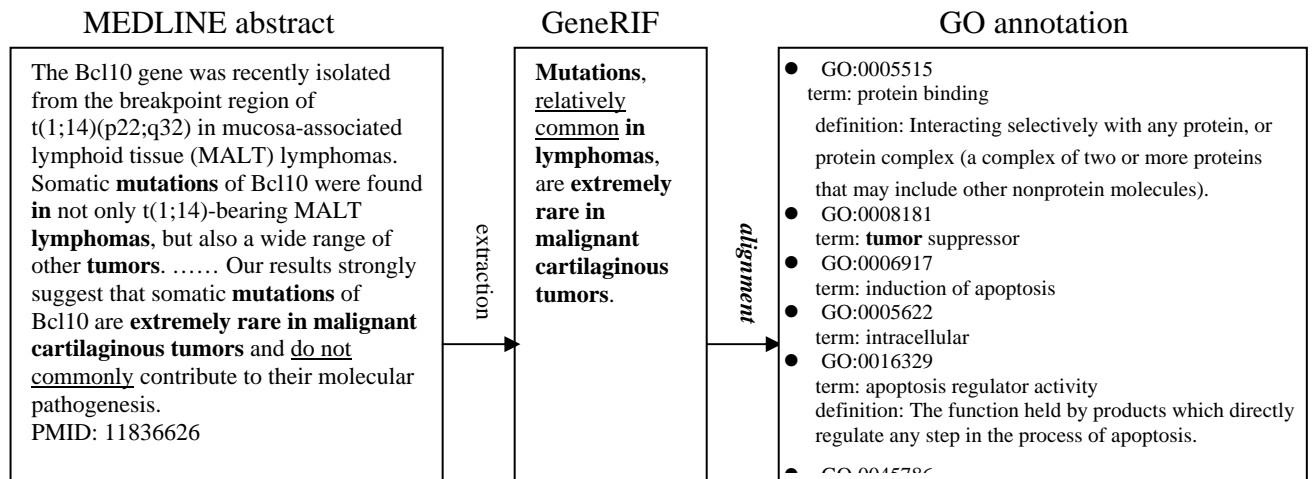 MEDLINE abstract
The Bcl10 gene was recently isolated
from the breakpoint region of
t(1;14)(p22;q32) in mucosa-associated
lymphoid tissue (MALT) lymphomas.
Somatic mutations of Bcl10 were found
in not only t(1;14)-bearing MALT
lymphomas, but also a wide range of
other tumors. …… Our results strongly
suggest that somatic mutations of
Bcl10 are extremely rare in malignant
cartilaginous tumors and do not
commonly contribute to their molecular
pathogenesis.
PMID: 11836626
extraction
GeneRIF
Mutations,
relatively
common in
lymphomas,
are extremely
rare in
malignant
cartilaginous
tumors.
alignment
GO annotation
● GO:0005515
term: protein binding
definition: Interacting selectively with any protein, or
protein complex (a complex of two or more proteins
that may include other nonprotein molecules).
● GO:0008181
term: tumor suppressor
● GO:0006917
term: induction of apoptosis
● GO:0005622
term: intracellular
● GO:0016329
term: apoptosis regulator activity
definition: The function held by products which directly
regulate any step in the process of apoptosis.